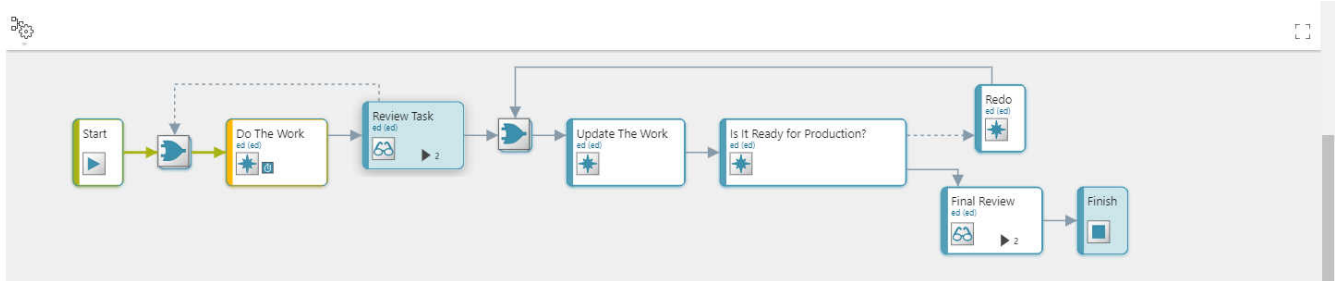 Start
Do The Work
ed (ed)
Review Task
ed (ed)
2
Update The Work
ed (ed)
Is It Ready for Production?
ed (ed)
Redo
ed (ed)
Final Review
ed (ed)
2
Finish